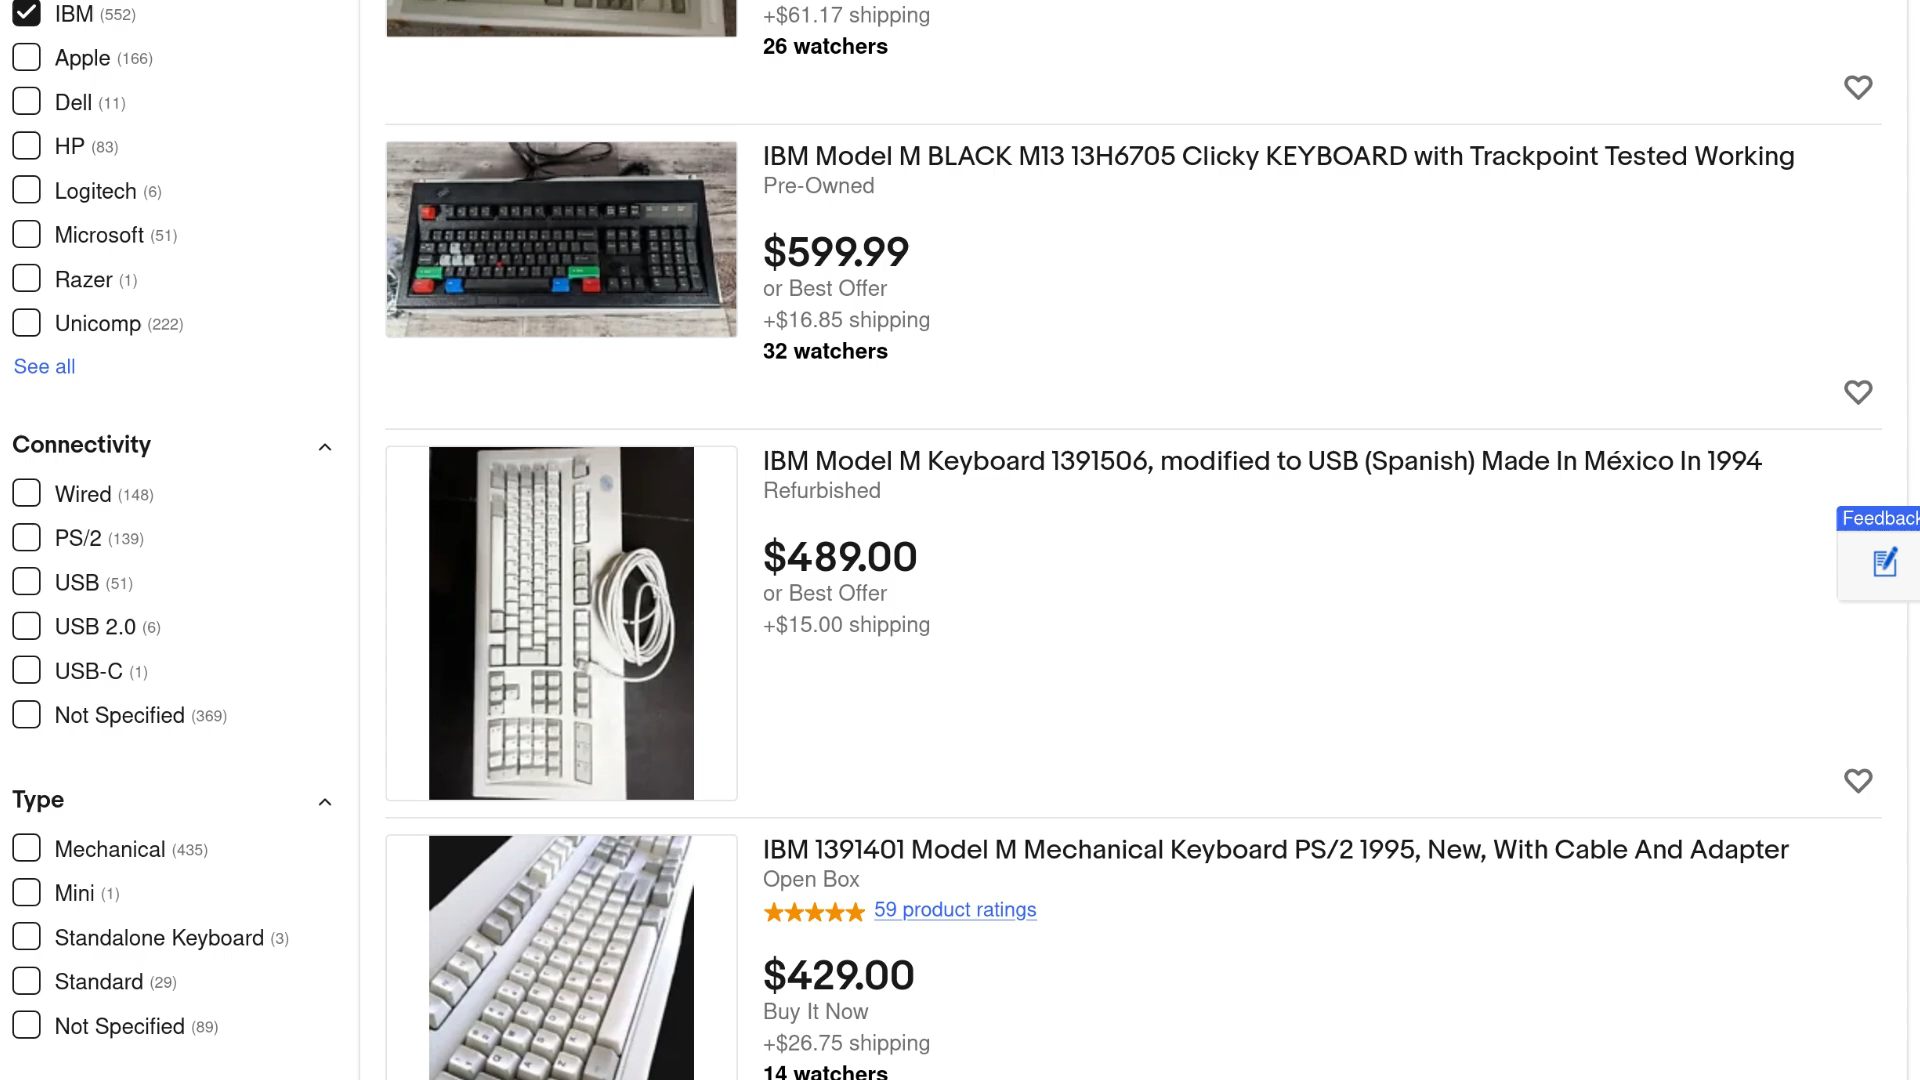 IBM (552)
Apple (166)
Dell (11)
HP (83)
Logitech (6)
Microsoft (51)
Razer (1)
Unicomp (222)
See all
Connectivity
Wired (148)
PS/2 (139)
USB (51)
USB 2.0 (6)
USB-C (1)
Not Specified (369)
Type
Mechanical (435)
Mini (1)
Standalone Keyboard (3)
Standard (29)
Not Specified (89)
+$61.17 shipping
26 watchers
IBM Model M BLACK M13 13H6705 Clicky KEYBOARD with Trackpoint Tested Working
Pre-Owned
$599.99
or Best Offer
+$16.85 shipping
32 watchers
IBM Model M Keyboard 1391506, modified to USB (Spanish) Made In México In 1994
Refurbished
$489.00
or Best Offer
+$15.00 shipping
IBM 1391401 Model M Mechanical Keyboard PS/2 1995, New, With Cable And Adapter
Open Box
59 product ratings
$429.00
Buy It Now
+$26.75 shipping
14 watchers
Feedback